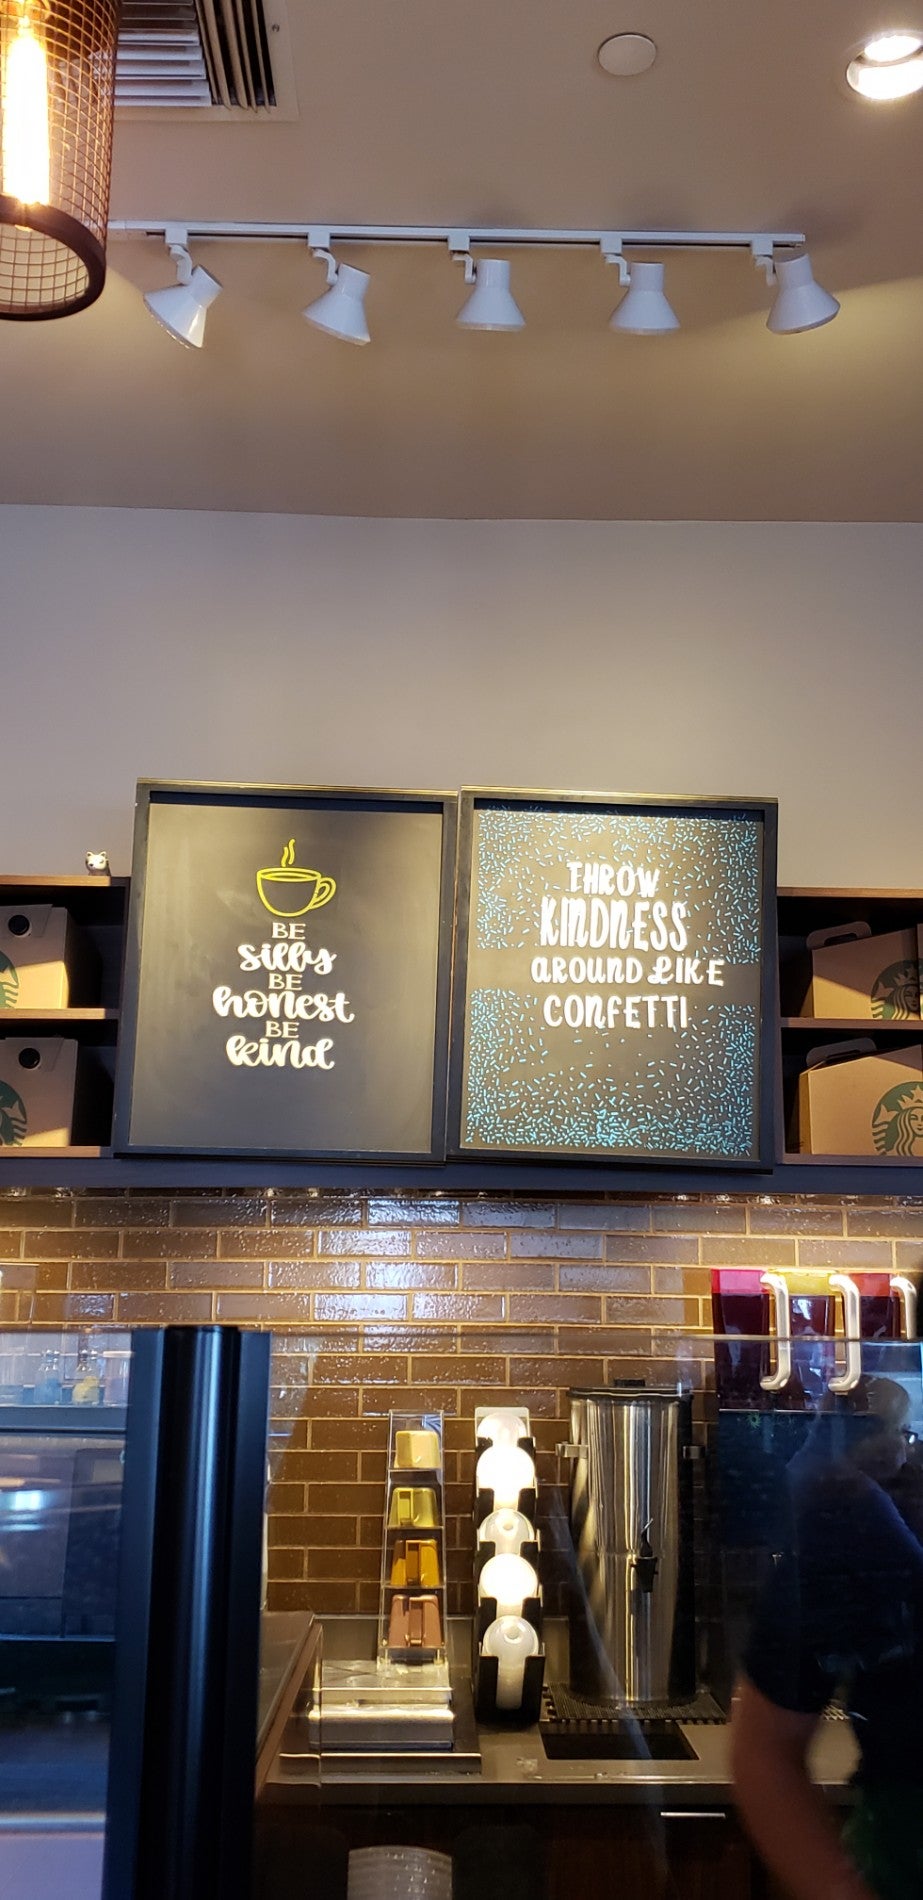 BE
silly
BE
honest
BE
kind
THROW
KINDNESS
AROUND LIKE
CONFETTI